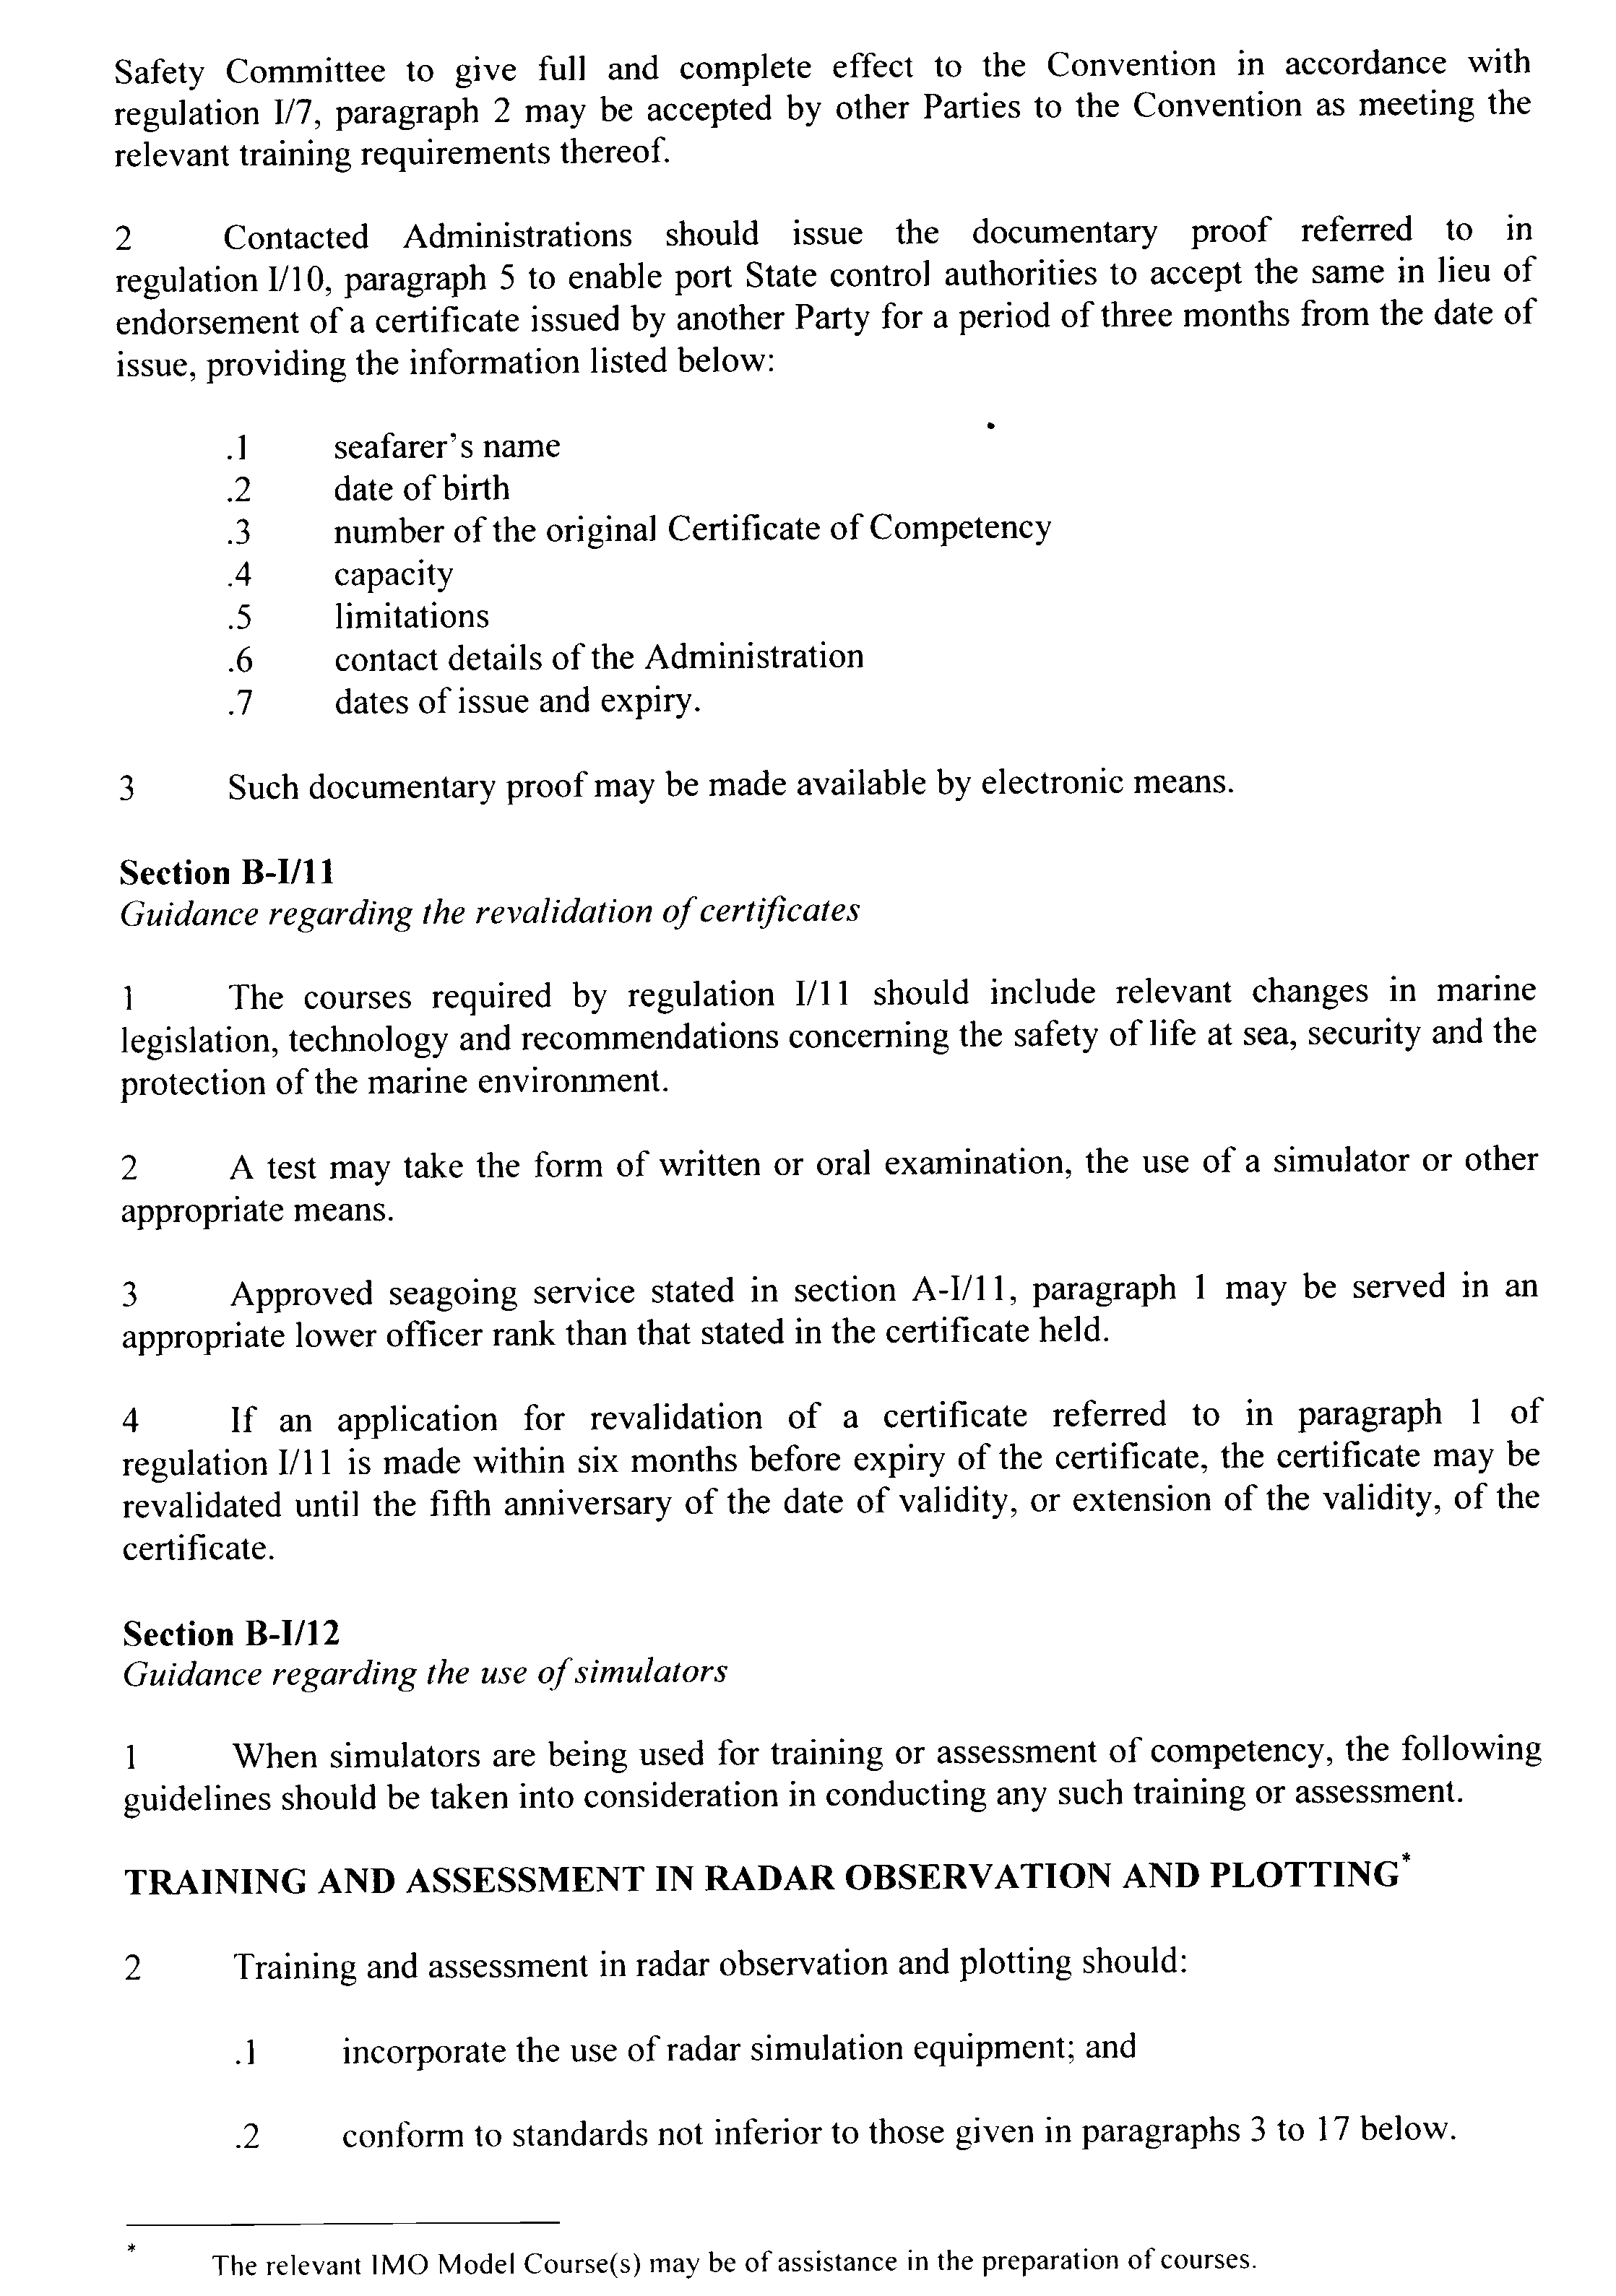 Safety Committee to give full and complete effect to the Convention in accordance with
regulation I/7, paragraph 2 may be accepted by other Parties to the Convention as meeting the
relevant training requirements thereof.
2 Contacted Administrations should issue the documentary proof referred to in
regulation I/10, paragraph 5 to enable port State control authorities to accept the same in lieu of
endorsement of a certificate issued by another Party for a period of three months from the date of
issue, providing the information listed below:
.1 seafarer's name
.2 date of birth
.3 number of the original Certificate of Competency
.4 capacity
.5 limitations
.6 contact details of the Administration
.7 dates of issue and expiry.
3 Such documentary proof may be made available by electronic means.
Section B-I/11
Guidance regarding the revalidation of certificates
1 The courses required by regulation I/11 should include relevant changes in marine
legislation, technology and recommendations concerning the safety of life at sea, security and the
protection of the marine environment.
2 A test may take the form of written or oral examination, the use of a simulator or other
appropriate means.
3 Approved seagoing service stated in section A-I/11, paragraph 1 may be served in an
appropriate lower officer rank than that stated in the certificate held.
4 If an application for revalidation of a certificate referred to in paragraph 1 of
regulation I/11 is made within six months before expiry of the certificate, the certificate may be
revalidated until the fifth anniversary of the date of validity, or extension of the validity, of the
certificate.
Section B-I/12
Guidance regarding the use of simulators
1 When simulators are being used for training or assessment of competency, the following
guidelines should be taken into consideration in conducting any such training or assessment.
TRAINING AND ASSESSMENT IN RADAR OBSERVATION AND PLOTTING*
2 Training and assessment in radar observation and plotting should:
.1 incorporate the use of radar simulation equipment; and
.2 conform to standards not inferior to those given in paragraphs 3 to 17 below.
* The relevant IMO Model Course(s) may be of assistance in the preparation of courses.